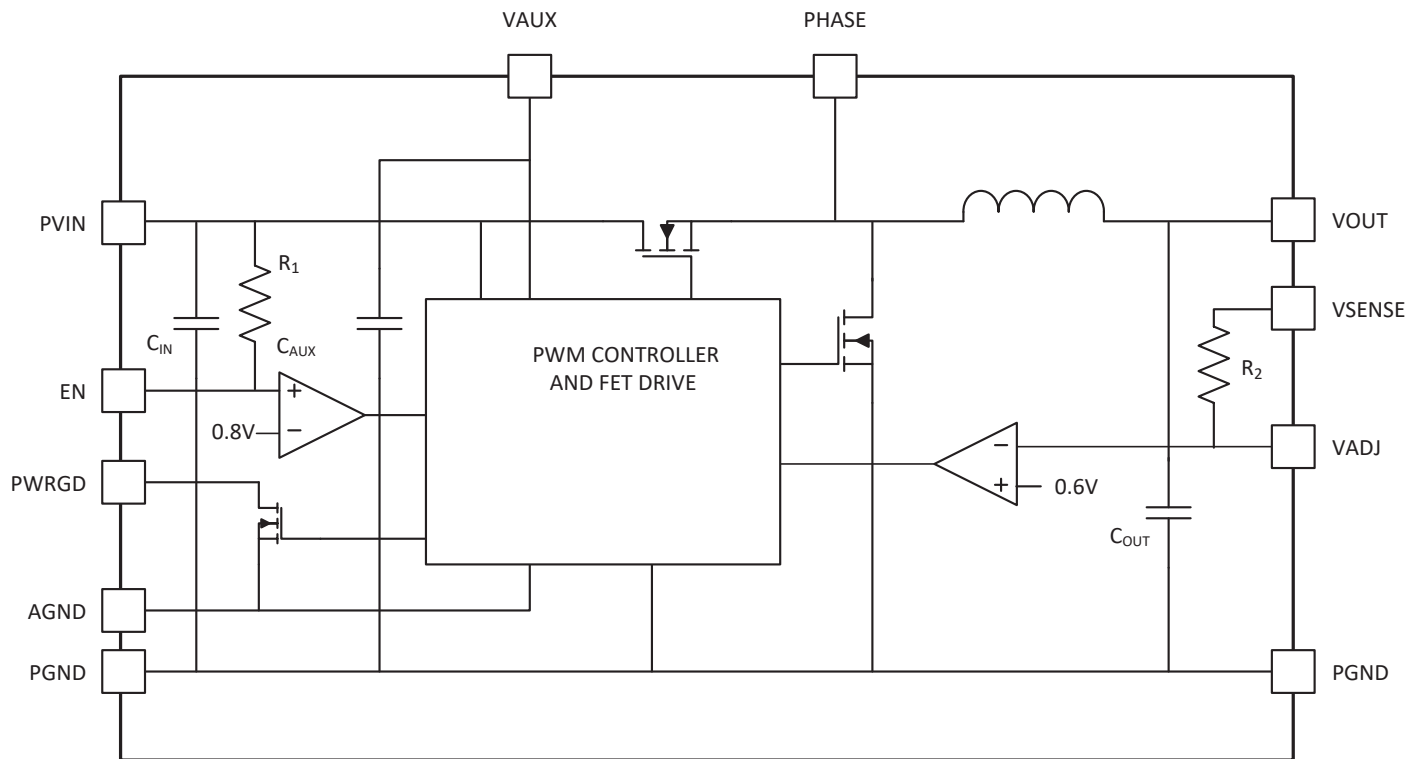 VAUX
PHASE
PVIN
VOUT
R1
VSENSE
CIN
CAUX
PWM CONTROLLER
AND FET DRIVE
R2
EN
+
0.8V
−
−
VADJ
PWRGD
+
0.6V
COUT
AGND
PGND
PGND